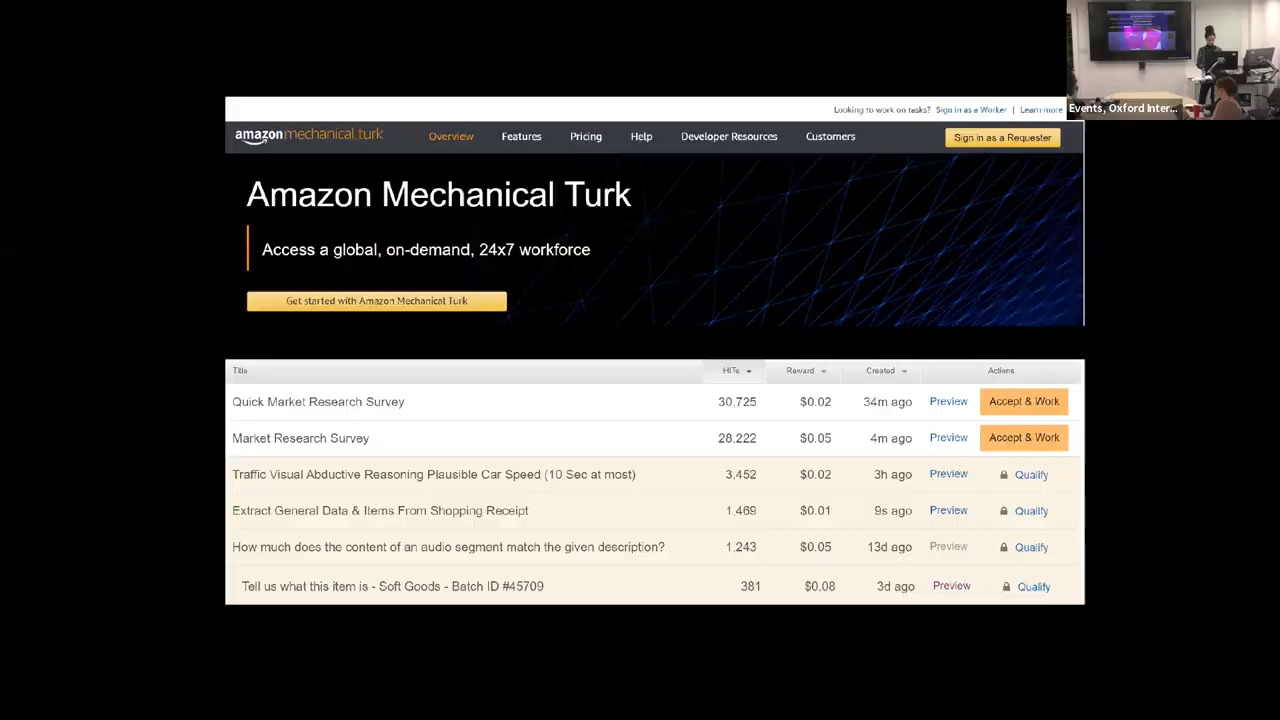 Looking to work on tasks? Sign in as a Worker | Learn more
Events, Oxford Inter...
amazon mechanical turk Overview Features Pricing Help Developer Resources Customers Sign in as a Requester
Amazon Mechanical Turk
Access a global, on-demand, 24x7 workforce
Get started with Amazon Mechanical Turk
Title HITs Reward Created Actions
Quick Market Research Survey 30,725 $0.02 34m ago Preview Accept & Work
Market Research Survey 28,222 $0.05 4m ago Preview Accept & Work
Traffic Visual Abductive Reasoning Plausible Car Speed (10 Sec at most) 3,452 $0.02 3h ago Preview Qualify
Extract General Data & Items From Shopping Receipt 1,469 $0.01 9s ago Preview Qualify
How much does the content of an audio segment match the given description? 1,243 $0.05 13d ago Preview Qualify
Tell us what this item is - Soft Goods - Batch ID #45709 381 $0.08 3d ago Preview Qualify